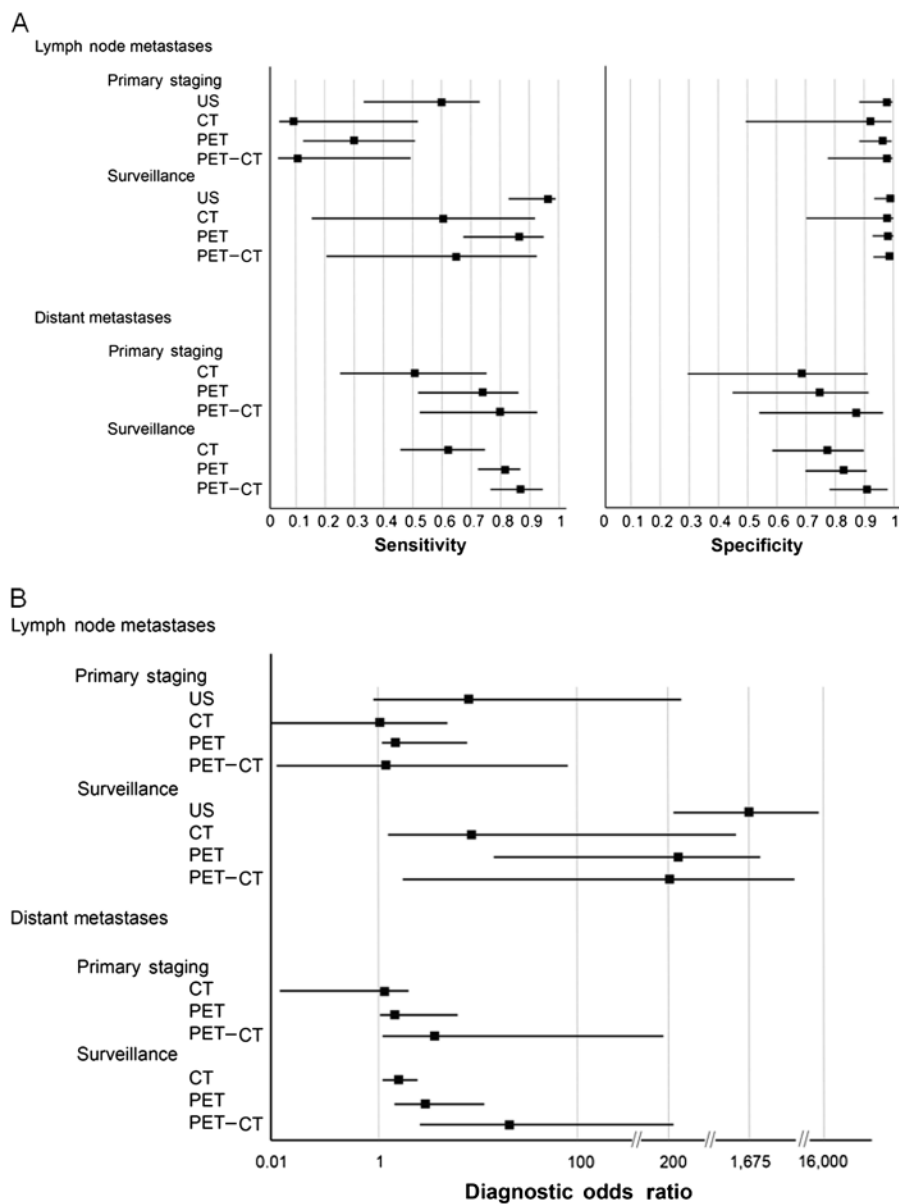 A
Lymph node metastases
Primary staging
US
CT
PET
PET–CT
Surveillance
US
CT
PET
PET–CT
Distant metastases
Primary staging
CT
PET
PET–CT
Surveillance
CT
PET
PET–CT
0 0.1 0.2 0.3 0.4 0.5 0.6 0.7 0.8 0.9 1
Sensitivity
0 0.1 0.2 0.3 0.4 0.5 0.6 0.7 0.8 0.9 1
Specificity
B
Lymph node metastases
Primary staging
US
CT
PET
PET–CT
Surveillance
US
CT
PET
PET–CT
Distant metastases
Primary staging
CT
PET
PET–CT
Surveillance
CT
PET
PET–CT
0.01 1 100 200 1,675 16,000
Diagnostic odds ratio